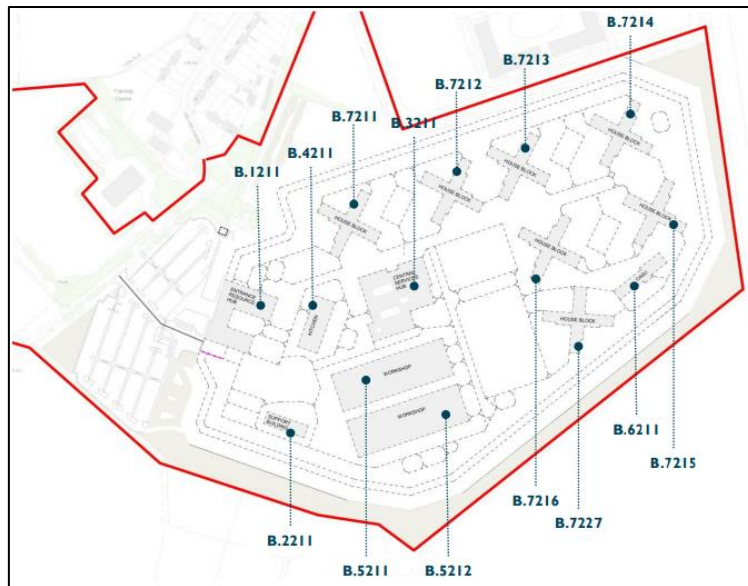 B.7214
B.7213
B.7212
B.7211
B.3211
B.4211
B.1211
Training
Centre
HOUSE BLOCK
HOUSE BLOCK
HOUSE BLOCK
HOUSE BLOCK
HOUSE BLOCK
HOUSE BLOCK
HOUSE BLOCK
CENTRAL
SERVICES
HUB
ENTRANCE
RESOURCE
HUB
KITCHEN
WORKSHOP
WORKSHOP
SUPPORT
BUILDING
B.6211
B.7215
B.7216
B.7227
B.2211
B.5211
B.5212